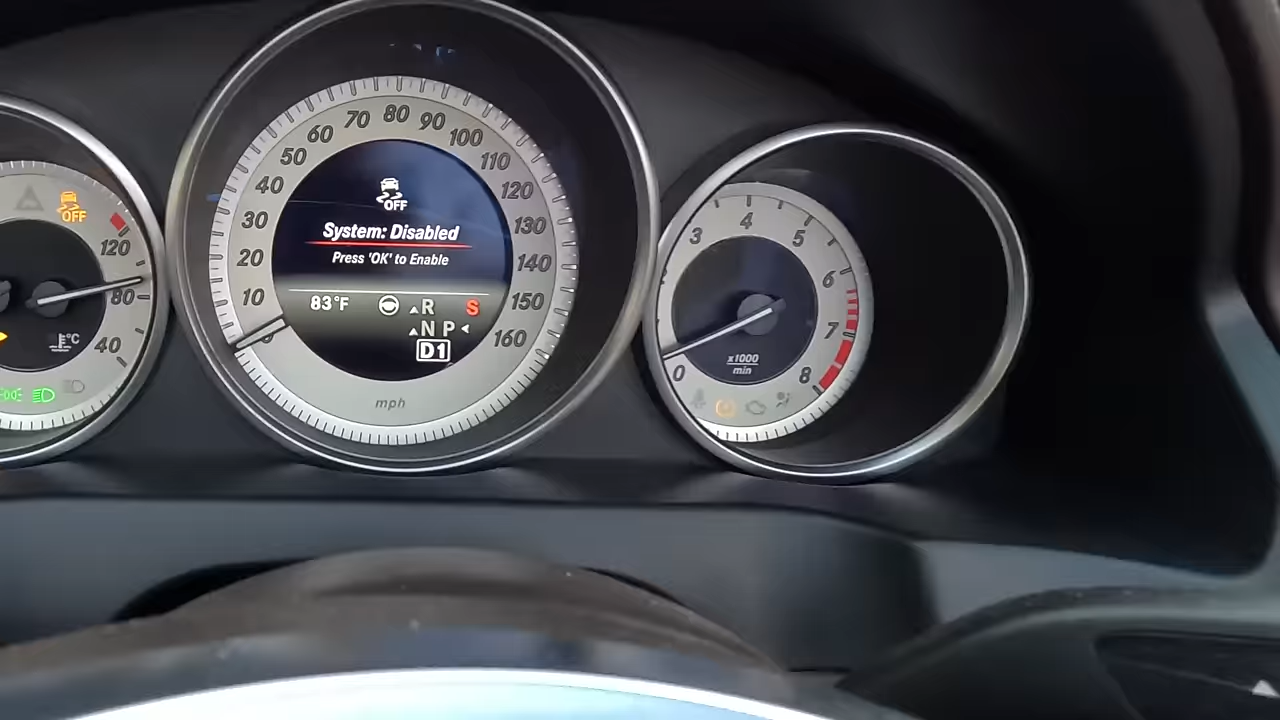 OFF
120
80
40
°C
10
20
30
40
50
60
70
80
90
100
110
120
130
140
150
160
mph
OFF
System: Disabled
Press 'OK' to Enable
83°F
R
S
N P
D1
0
3
4
5
6
7
8
x1000
min